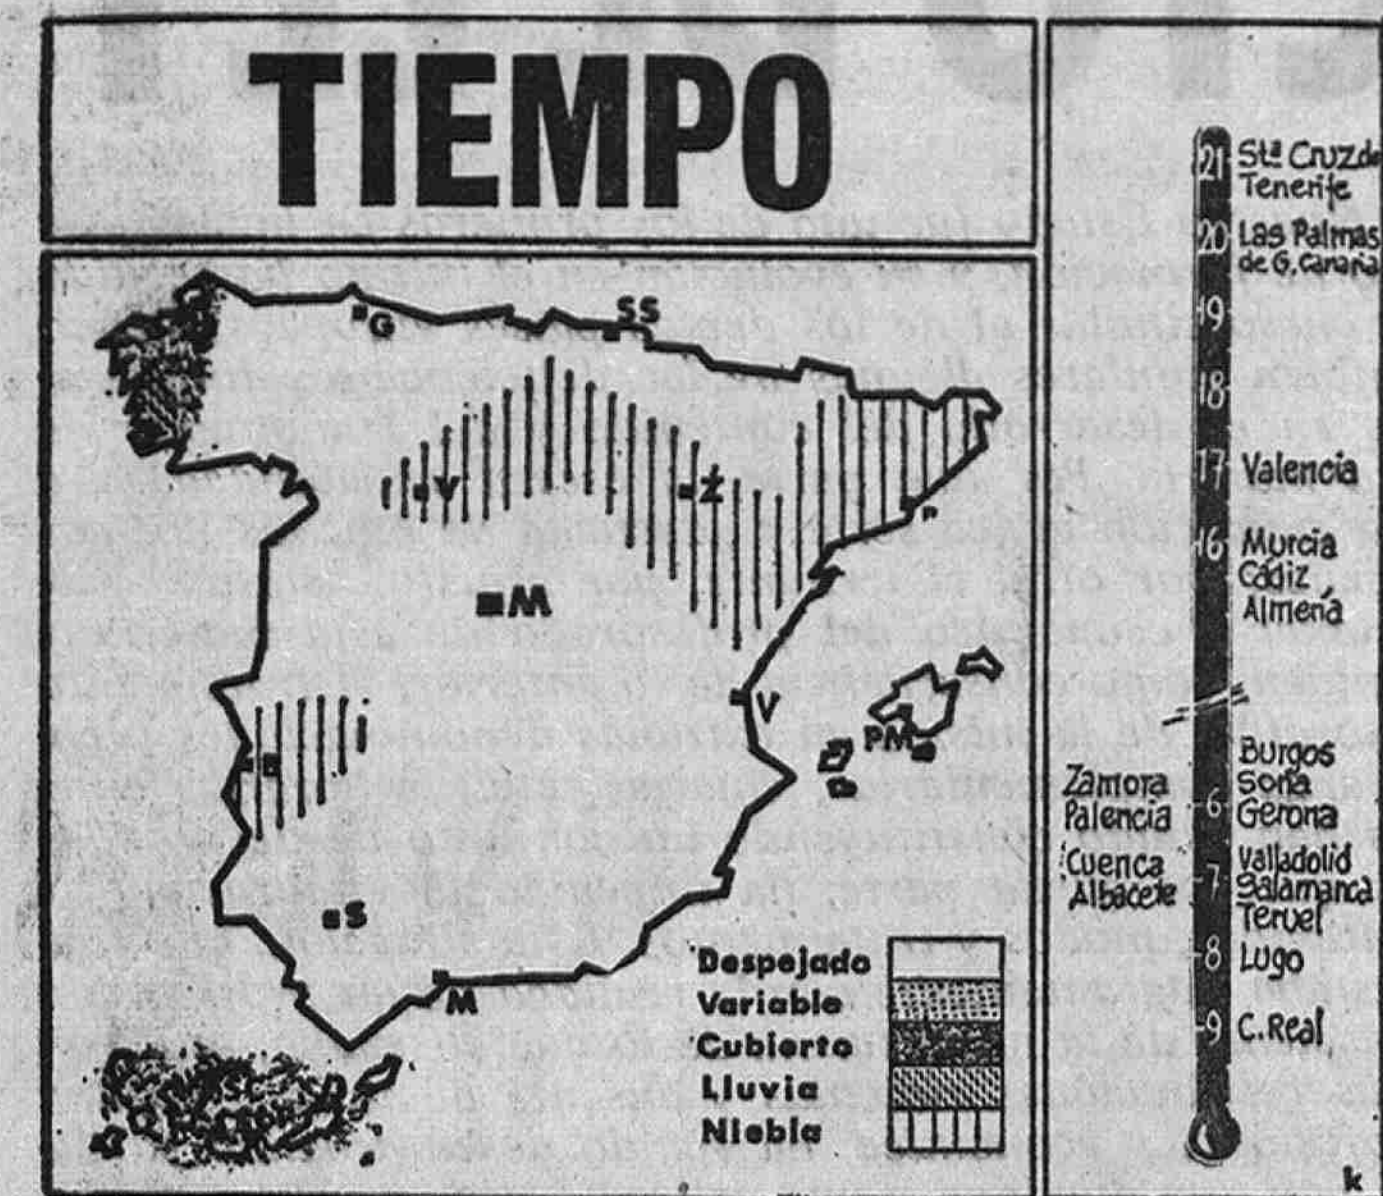 TIEMPO
G
SS
V
Z
M
V
PM
S
M
Despejado
Variable
Cubierto
Lluvia
Niebla
21 Stª Cruz de
Tenerife
20 Las Palmas
de G. Canaria
19
18
17 Valencia
16 Murcia
Cádiz
Almería
Burgos
Zamora -6 Soria
Palencia Gerona
Cuenca -7 Valladolid
Albacete Salamanca
Teruel
-8 Lugo
-9 C. Real
k